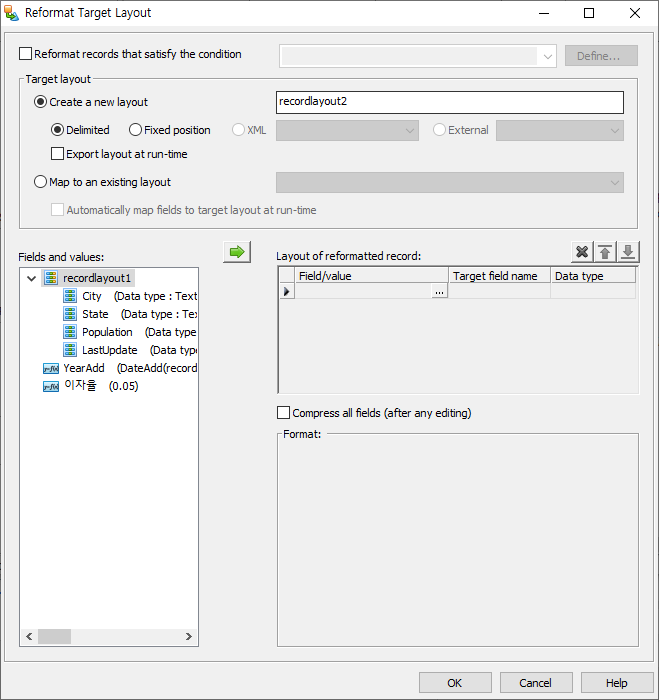 Reformat Target Layout
Reformat records that satisfy the condition
Define...
Target layout
Create a new layout
recordlayout2
Delimited
Fixed position
XML
External
Export layout at run-time
Map to an existing layout
Automatically map fields to target layout at run-time
Fields and values:
recordlayout1
City (Data type : Text
State (Data type : Tex
Population (Data type
LastUpdate (Data typ
YearAdd (DateAdd(record
이자율 (0.05)
Layout of reformatted record:
Field/value Target field name Data type
...
Compress all fields (after any editing)
Format:
OK Cancel Help